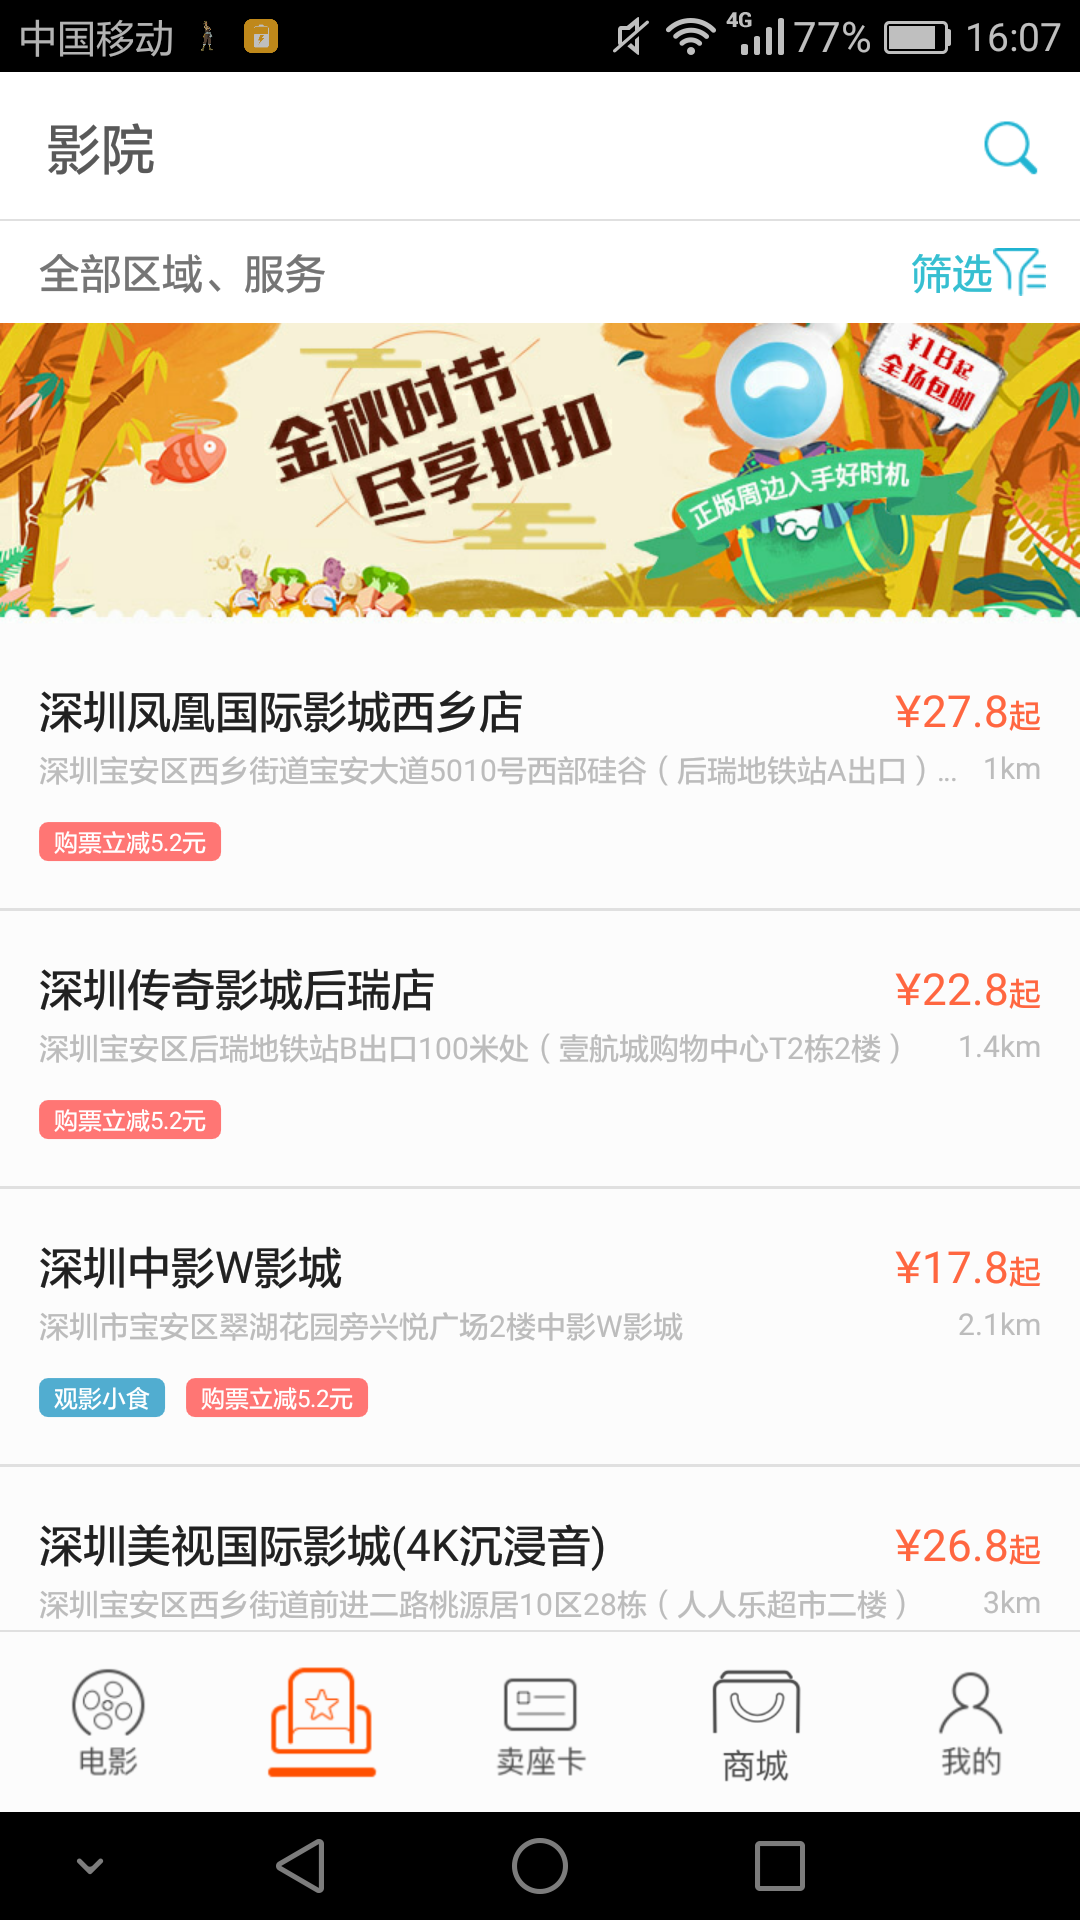 中国移动 4G 77% 16:07
影院
全部区域、服务 筛选
金秋时节
尽享折扣
¥18起
全场包邮
正版周边入手好时机
深圳凤凰国际影城西乡店 ¥27.8起
深圳宝安区西乡街道宝安大道5010号西部硅谷（后瑞地铁站A出口）... 1km
购票立减5.2元
深圳传奇影城后瑞店 ¥22.8起
深圳宝安区后瑞地铁站B出口100米处（壹航城购物中心T2栋2楼） 1.4km
购票立减5.2元
深圳中影W影城 ¥17.8起
深圳市宝安区翠湖花园旁兴悦广场2楼中影W影城 2.1km
观影小食 购票立减5.2元
深圳美视国际影城(4K沉浸音) ¥26.8起
深圳宝安区西乡街道前进二路桃源居10区28栋（人人乐超市二楼） 3km
电影 卖座卡 商城 我的